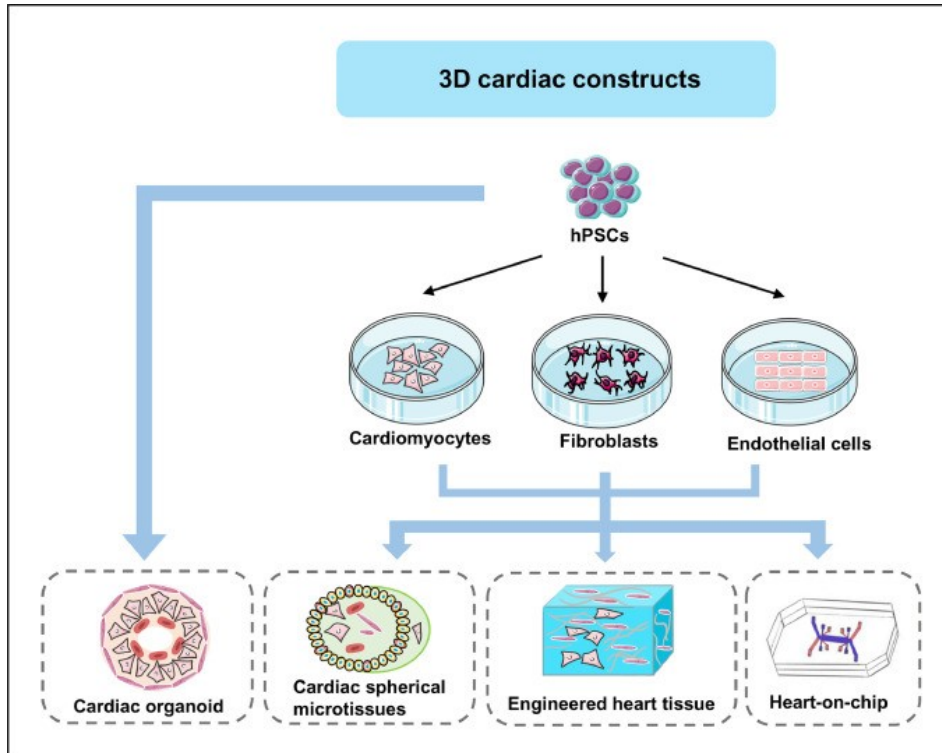 3D cardiac constructs
hPSCs
Cardiomyocytes
Fibroblasts
Endothelial cells
Cardiac organoid
Cardiac spherical
microtissues
Engineered heart tissue
Heart-on-chip